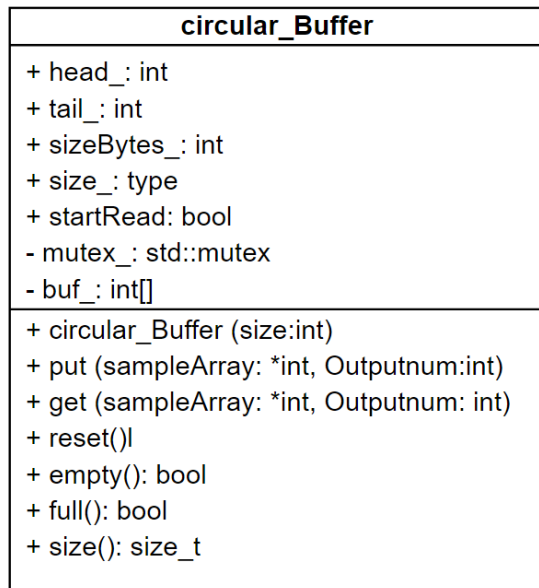 circular_Buffer
+ head_: int
+ tail_: int
+ sizeBytes_: int
+ size_: type
+ startRead: bool
- mutex_: std::mutex
- buf_: int[]
+ circular_Buffer (size:int)
+ put (sampleArray: *int, Outputnum:int)
+ get (sampleArray: *int, Outputnum: int)
+ reset()l
+ empty(): bool
+ full(): bool
+ size(): size_t